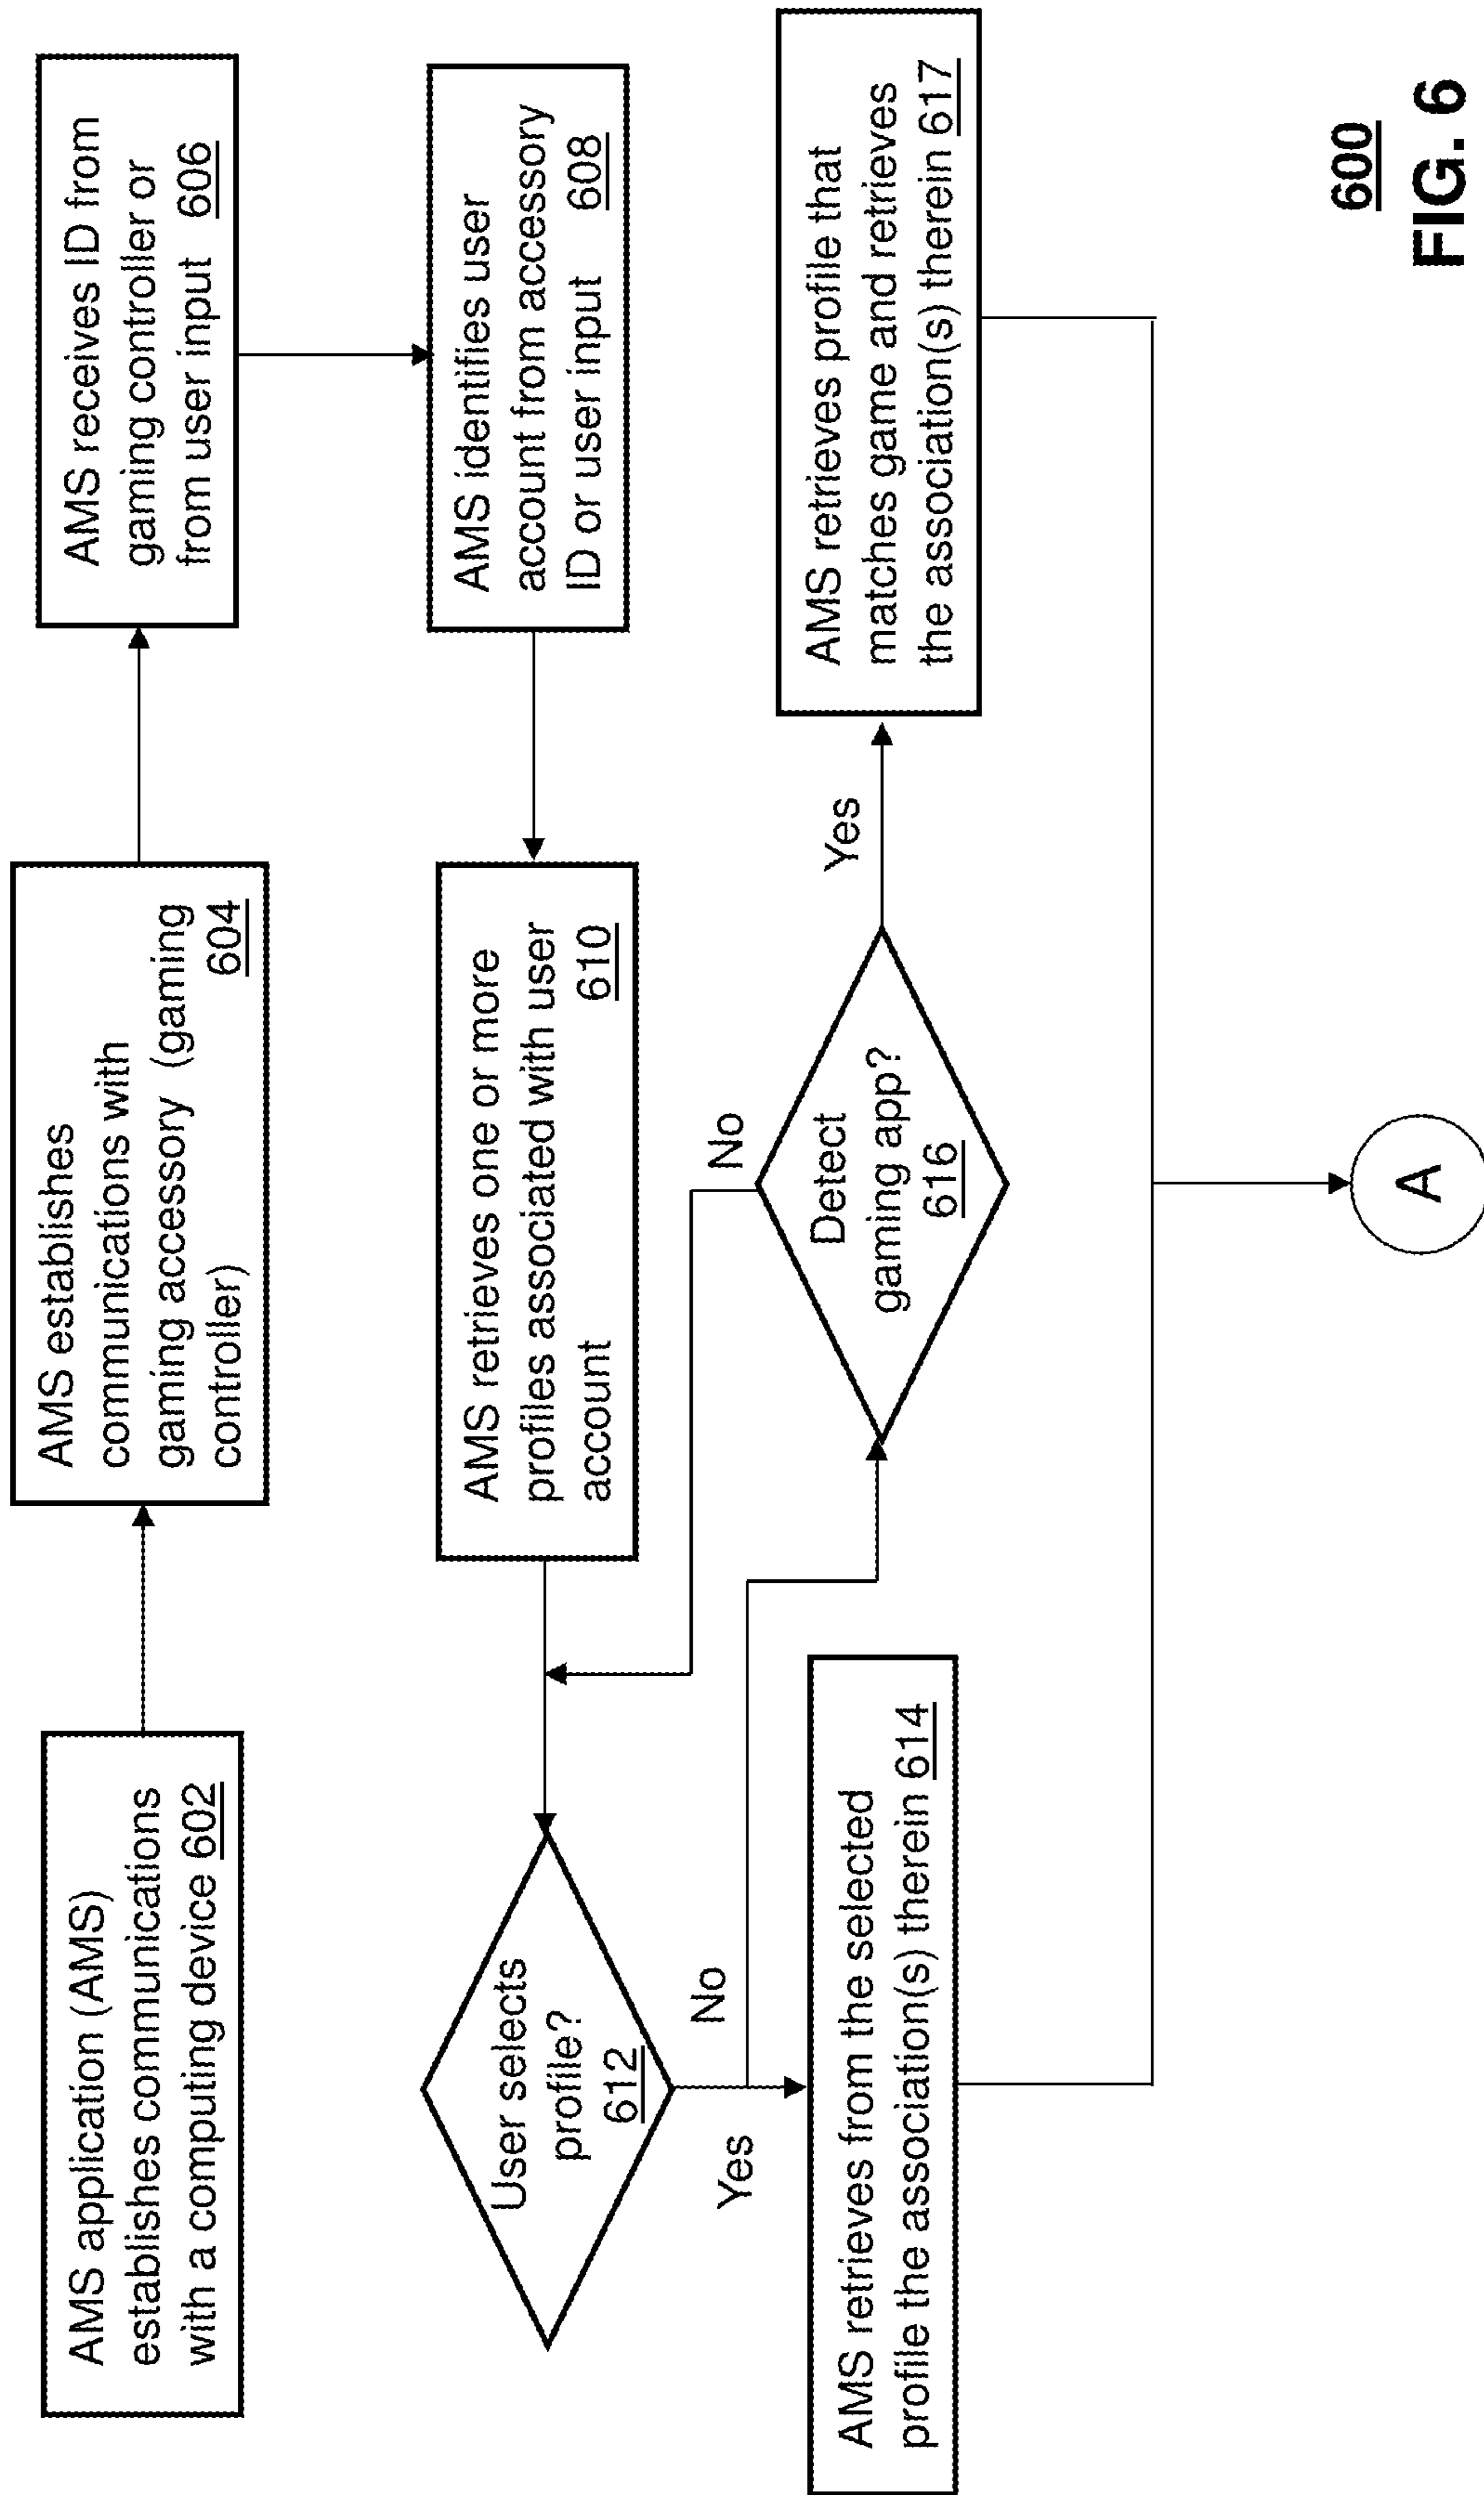 AMS application (AMS)
establishes communications
with a computing device 602
AMS establishes
communications with
gaming accessory (gaming
controller) 604
AMS receives ID from
gaming controller or
from user input 606
AMS identifies user
account from accessory
ID or user input 608
AMS retrieves one or more
profiles associated with user
account 610
User selects
profile?
612
No
Yes
AMS retrieves from the selected
profile the association(s) therein 614
Detect
gaming app?
616
No
Yes
AMS retrieves profile that
matches game and retrieves
the association(s) therein 617
A
600
FIG. 6